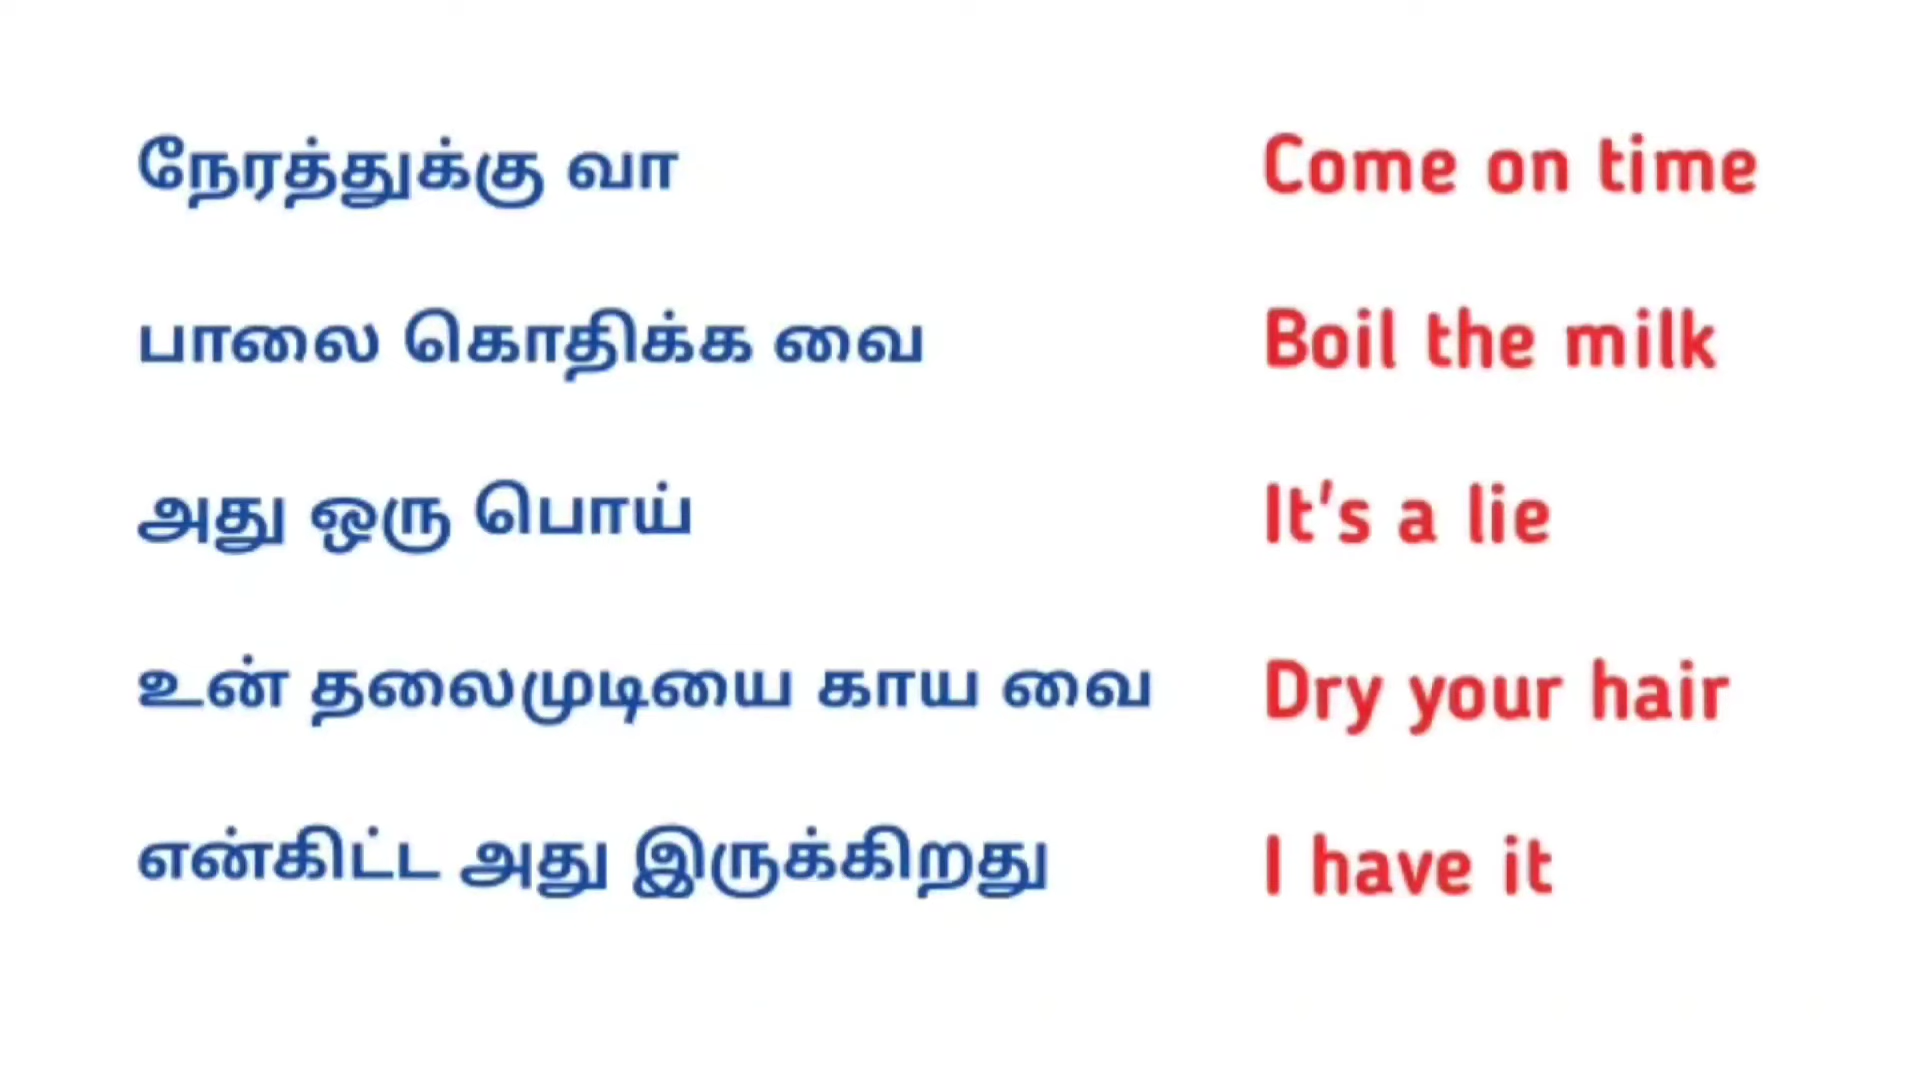 நேரத்துக்கு வா Come on time
பாலை கொதிக்க வை Boil the milk
அது ஒரு பொய் It's a lie
உன் தலைமுடியை காய வை Dry your hair
என்கிட்ட அது இருக்கிறது I have it